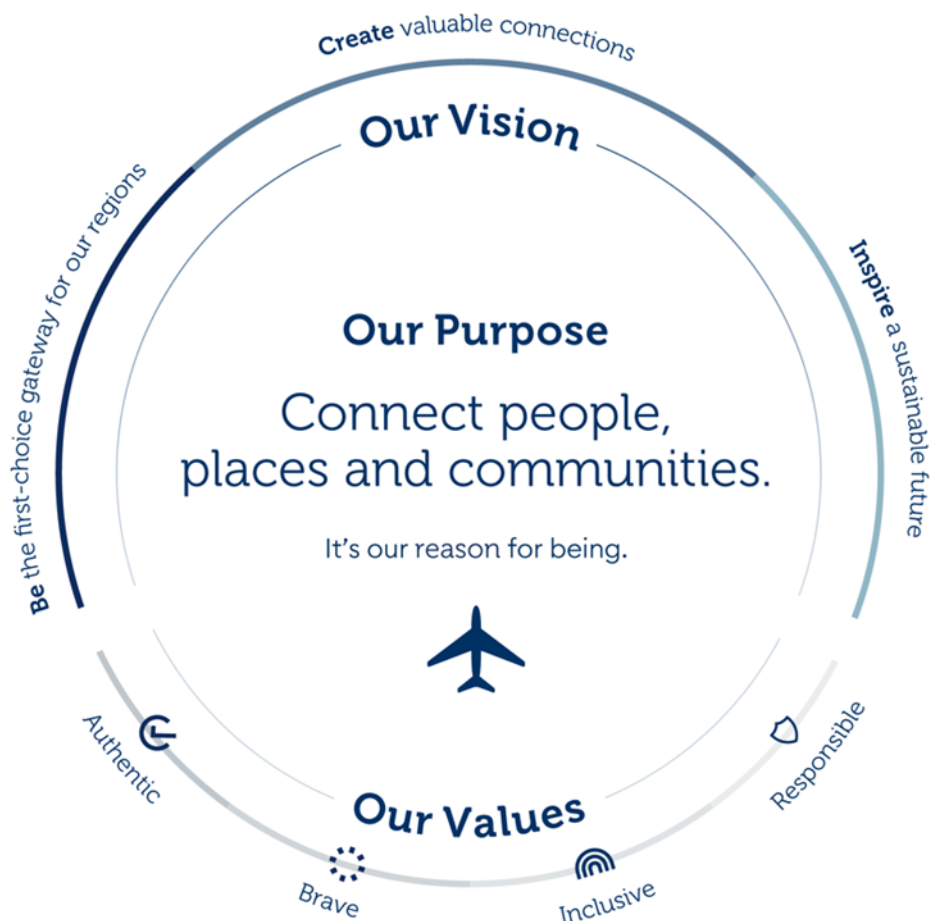 Create valuable connections
Our Vision
Be the first-choice gateway for our regions
Inspire a sustainable future
Our Purpose
Connect people,
places and communities.
It's our reason for being.
Our Values
Authentic
Brave
Inclusive
Responsible